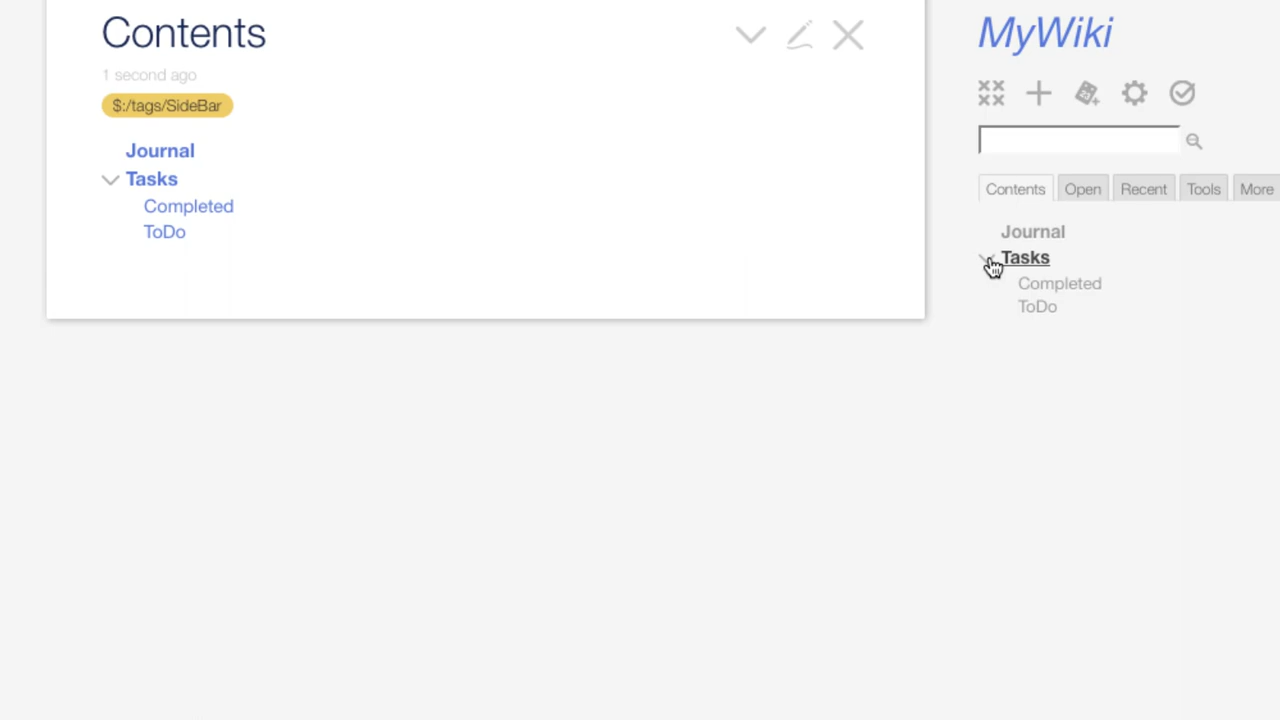 Contents
1 second ago
$:/tags/SideBar
Journal
Tasks
Completed
ToDo
MyWiki
Contents Open Recent Tools More
Journal
Tasks
Completed
ToDo